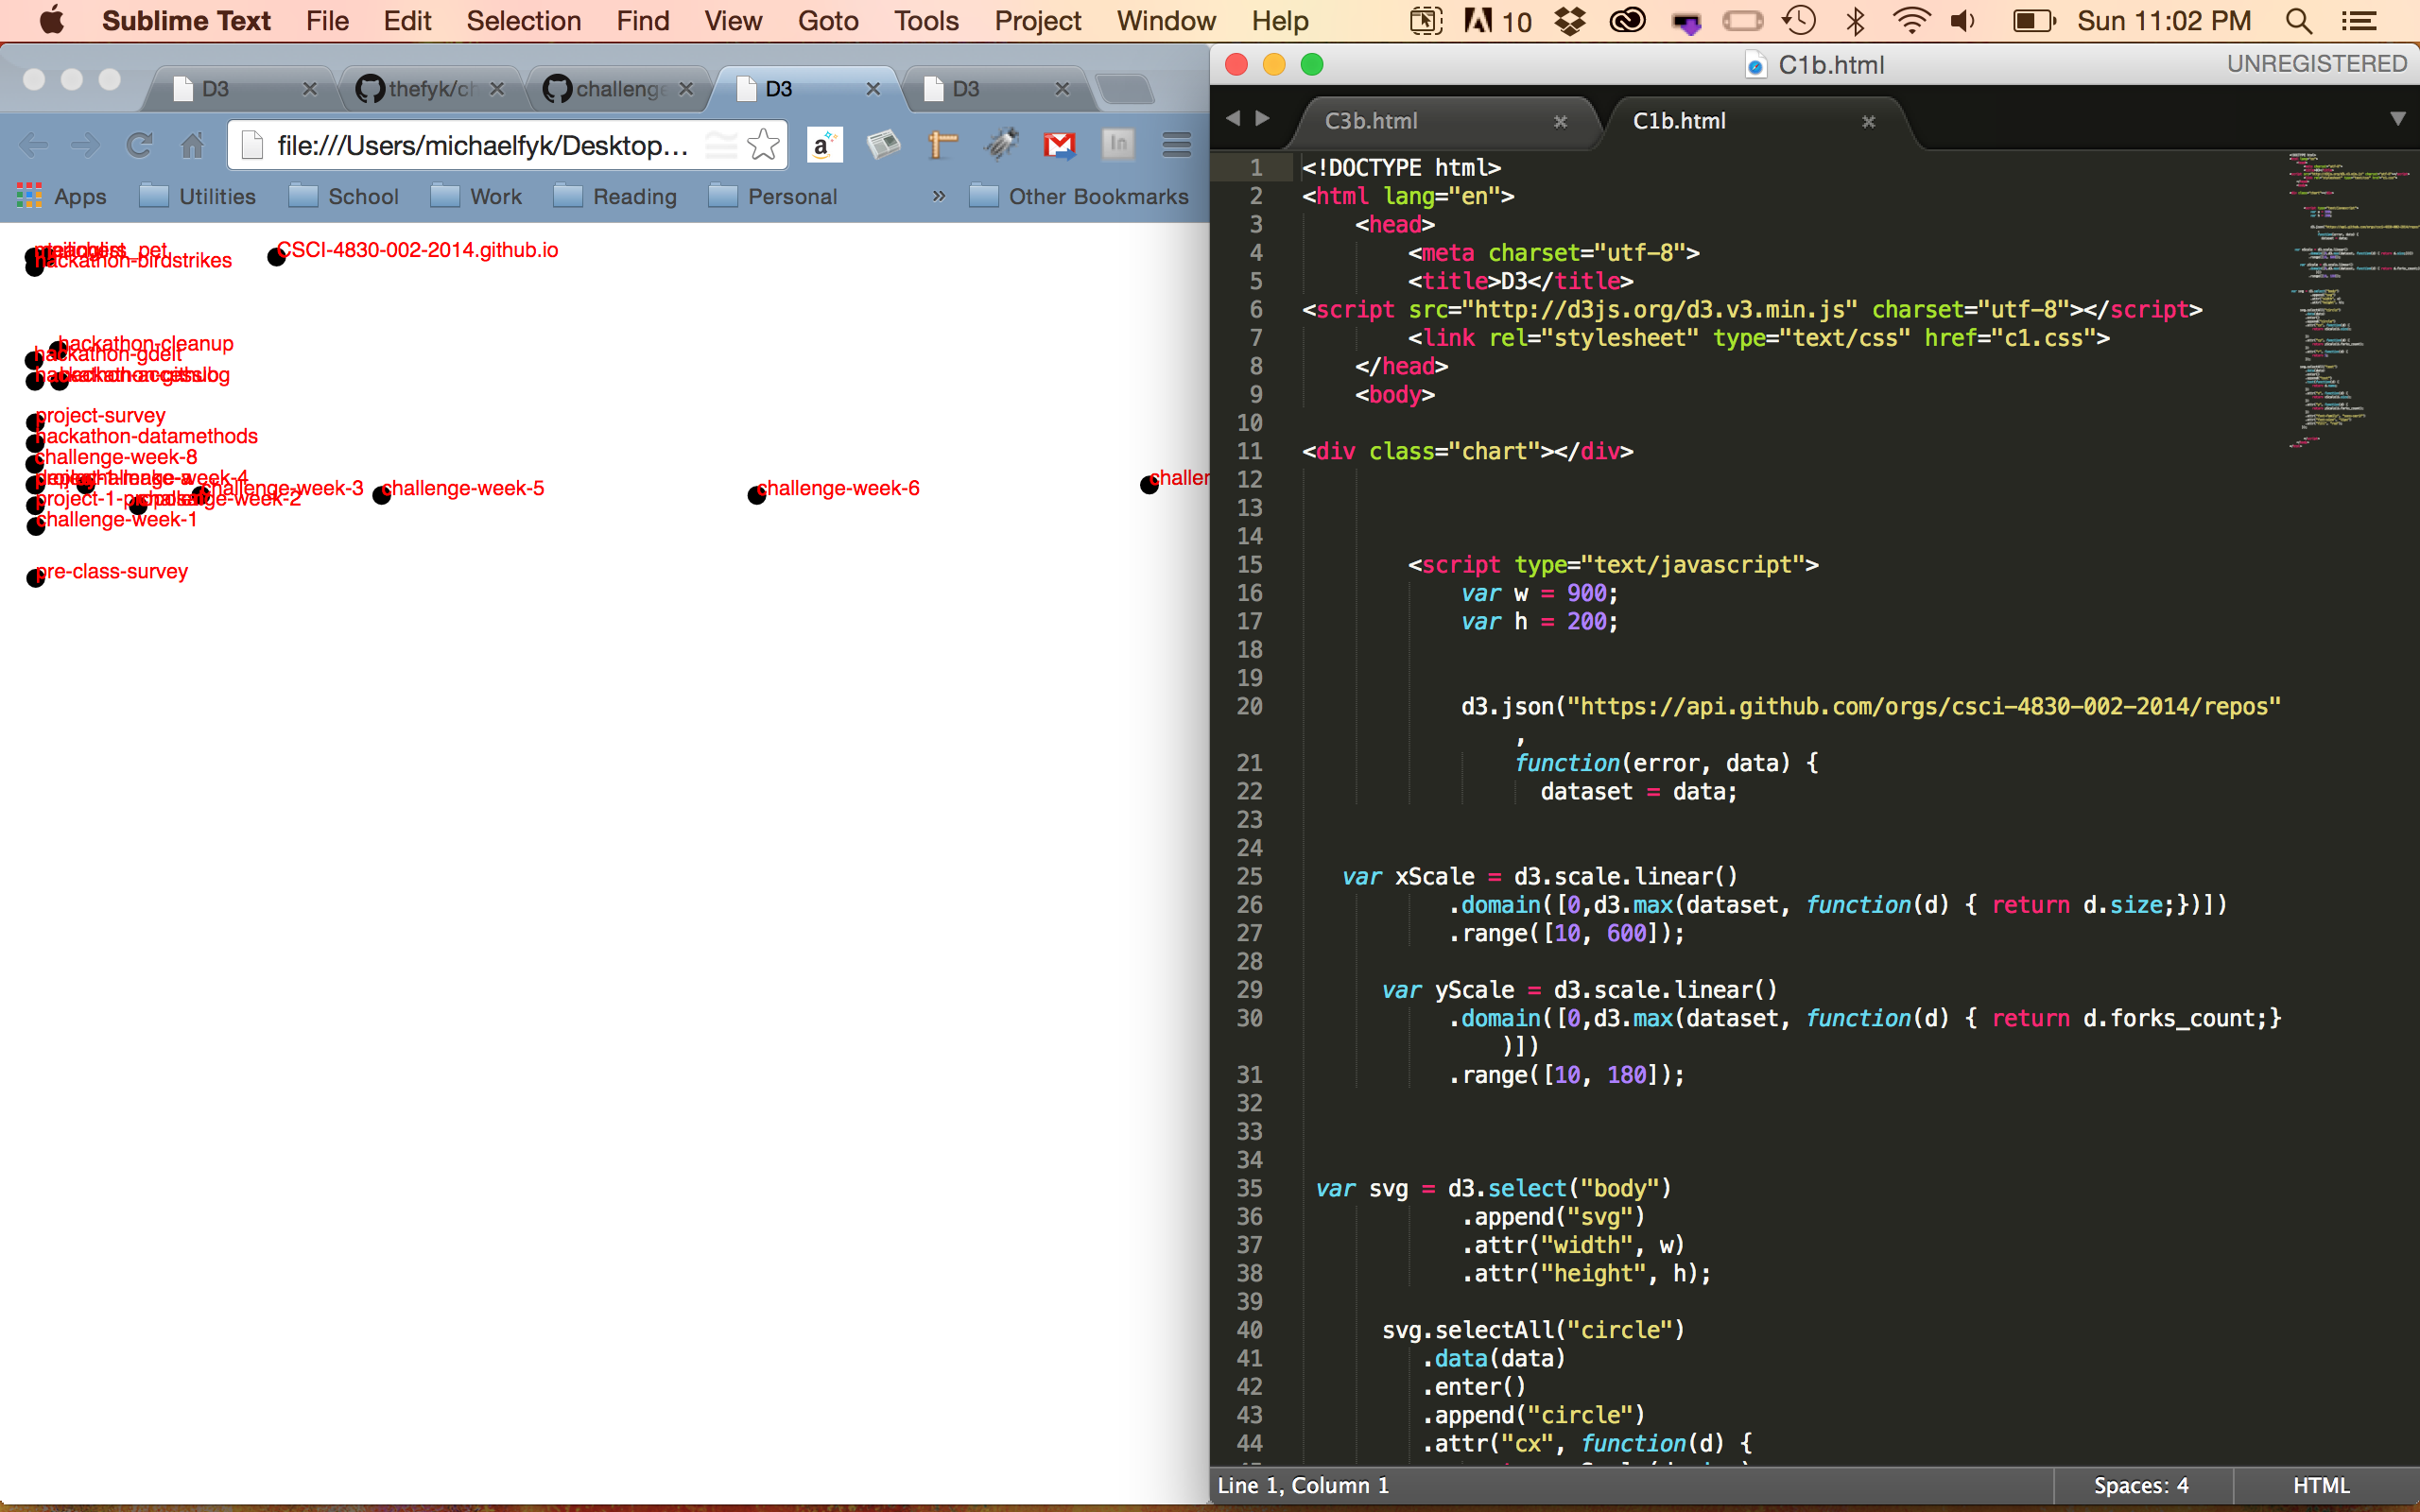 Sublime Text File Edit Selection Find View Goto Tools Project Window Help 10 Sun 11:02 PM
D3 thefyk/ch challenge D3 D3
file:///Users/michaelfyk/Desktop...
Apps Utilities School Work Reading Personal » Other Bookmarks
CSCI-4830-002-2014.github.io
hackathon-birdstrikes
hackathon-cleanup
hackathon-gdelt
project-survey
hackathon-datamethods
challenge-week-8
challenge-week-3 challenge-week-5 challenge-week-6
challenge-week-1
pre-class-survey
C1b.html UNREGISTERED
C3b.html C1b.html
1 <!DOCTYPE html>
2 <html lang="en">
3 <head>
4 <meta charset="utf-8">
5 <title>D3</title>
6 <script src="http://d3js.org/d3.v3.min.js" charset="utf-8"></script>
7 <link rel="stylesheet" type="text/css" href="c1.css">
8 </head>
9 <body>
10
11 <div class="chart"></div>
12
13
14
15 <script type="text/javascript">
16 var w = 900;
17 var h = 200;
18
19
20 d3.json("https://api.github.com/orgs/csci-4830-002-2014/repos"
,
21 function(error, data) {
22 dataset = data;
23
24
25 var xScale = d3.scale.linear()
26 .domain([0,d3.max(dataset, function(d) { return d.size;})])
27 .range([10, 600]);
28
29 var yScale = d3.scale.linear()
30 .domain([0,d3.max(dataset, function(d) { return d.forks_count;}
)])
31 .range([10, 180]);
32
33
34
35 var svg = d3.select("body")
36 .append("svg")
37 .attr("width", w)
38 .attr("height", h);
39
40 svg.selectAll("circle")
41 .data(data)
42 .enter()
43 .append("circle")
44 .attr("cx", function(d) {
Line 1, Column 1 Spaces: 4 HTML